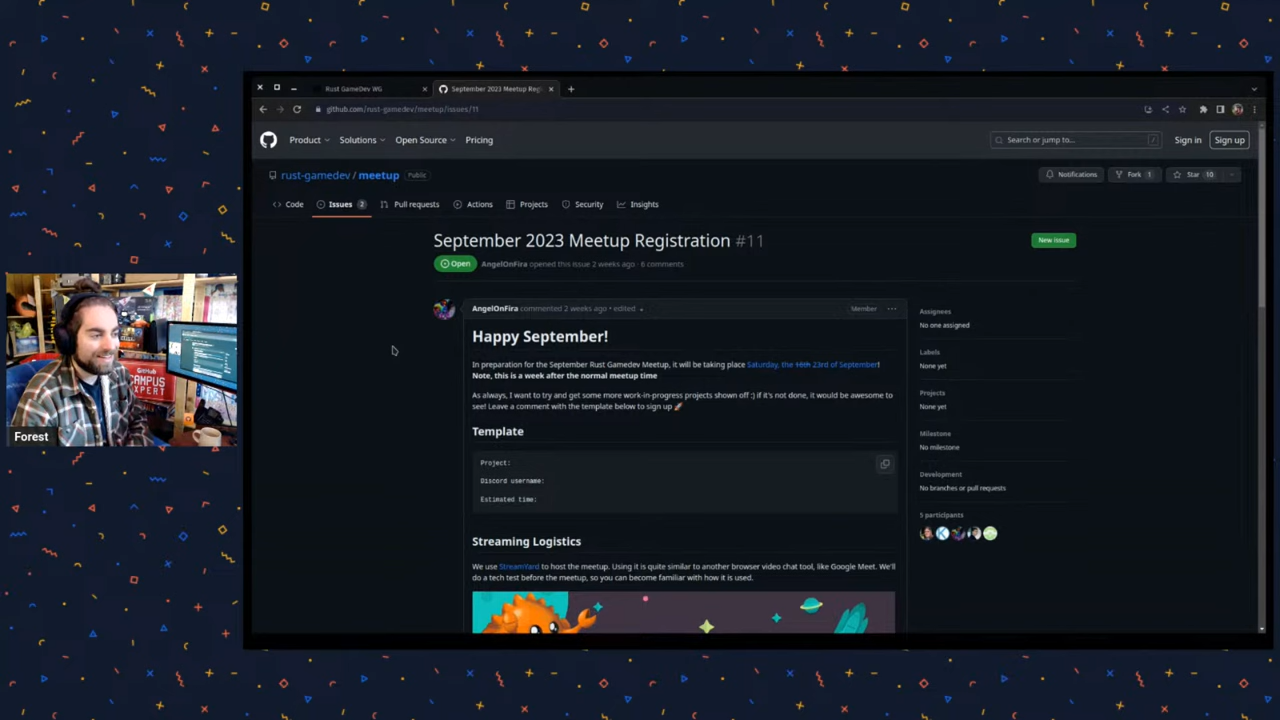 Rust GameDev WG
September 2023 Meetup Reg
github.com/rust-gamedev/meetup/issues/11
Product
Solutions
Open Source
Pricing
Search or jump to...
/
Sign in
Sign up
rust-gamedev / meetup
Public
Notifications
Fork 1
Star 10
Code
Issues 2
Pull requests
Actions
Projects
Security
Insights
September 2023 Meetup Registration #11
New issue
Open
AngelOnFira opened this issue 2 weeks ago · 6 comments
AngelOnFira commented 2 weeks ago • edited
Member
Happy September!
In preparation for the September Rust Gamedev Meetup, it will be taking place Saturday, the 16th 23rd of September!
Note, this is a week after the normal meetup time
As always, I want to try and get some more work-in-progress projects shown off :) if it's not done, it would be awesome to
see! Leave a comment with the template below to sign up 🚀
Template
Project:
Discord username:
Estimated time:
Streaming Logistics
We use StreamYard to host the meetup. Using it is quite similar to another browser video chat tool, like Google Meet. We'll
do a tech test before the meetup, so you can become familiar with how it is used.
Assignees
No one assigned
Labels
None yet
Projects
None yet
Milestone
No milestone
Development
No branches or pull requests
5 participants
GitHub
CAMPUS
EXPERT
Forest